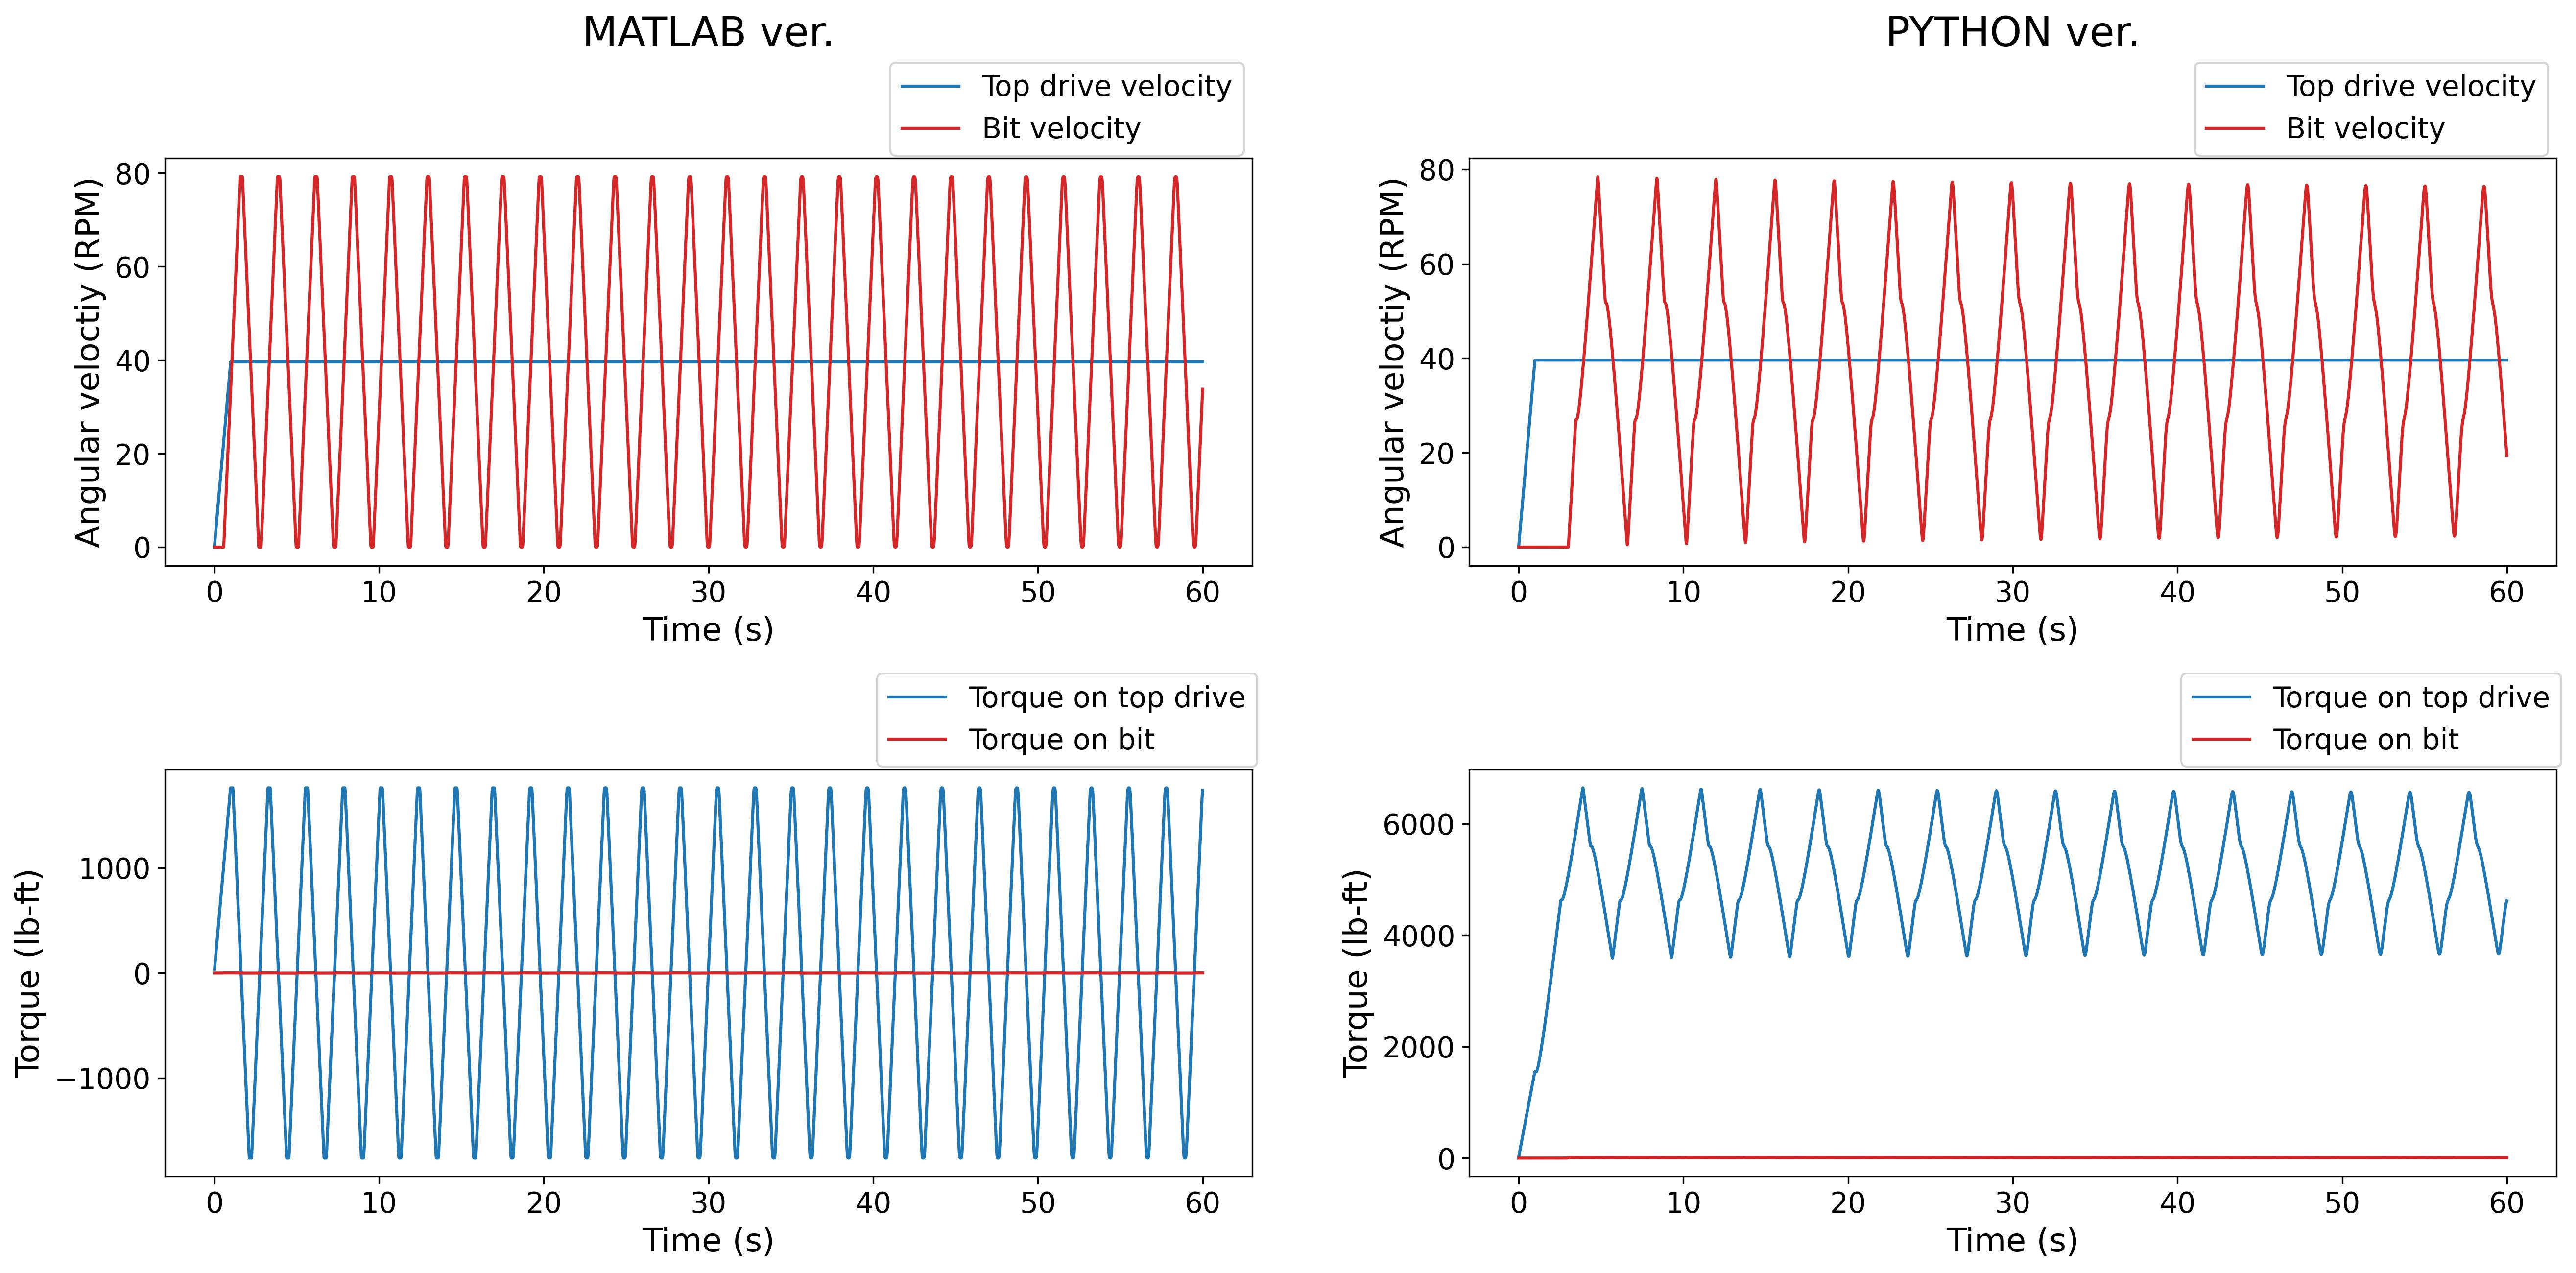 MATLAB ver.
Top drive velocity
Bit velocity
Angular veloctiy (RPM)
80
60
40
20
0
0 10 20 30 40 50 60
Time (s)
PYTHON ver.
Top drive velocity
Bit velocity
Angular veloctiy (RPM)
80
60
40
20
0
0 10 20 30 40 50 60
Time (s)
Torque on top drive
Torque on bit
Torque (lb-ft)
1000
0
−1000
0 10 20 30 40 50 60
Time (s)
Torque on top drive
Torque on bit
Torque (lb-ft)
6000
4000
2000
0
0 10 20 30 40 50 60
Time (s)